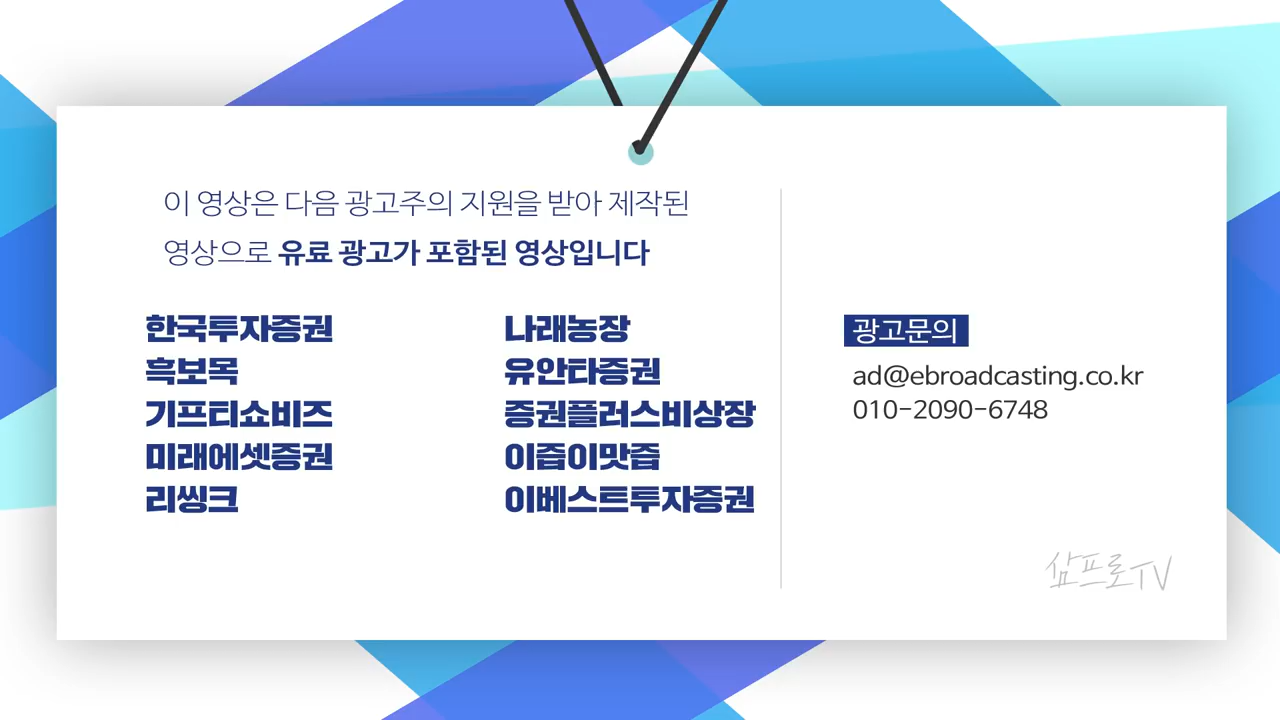 이 영상은 다음 광고주의 지원을 받아 제작된
영상으로 유료 광고가 포함된 영상입니다
한국투자증권
흑보목
기프티쇼비즈
미래에셋증권
리씽크
나래농장
유안타증권
증권플러스비상장
이즙이맛즙
이베스트투자증권
광고문의
ad@ebroadcasting.co.kr
010-2090-6748
삼프로TV